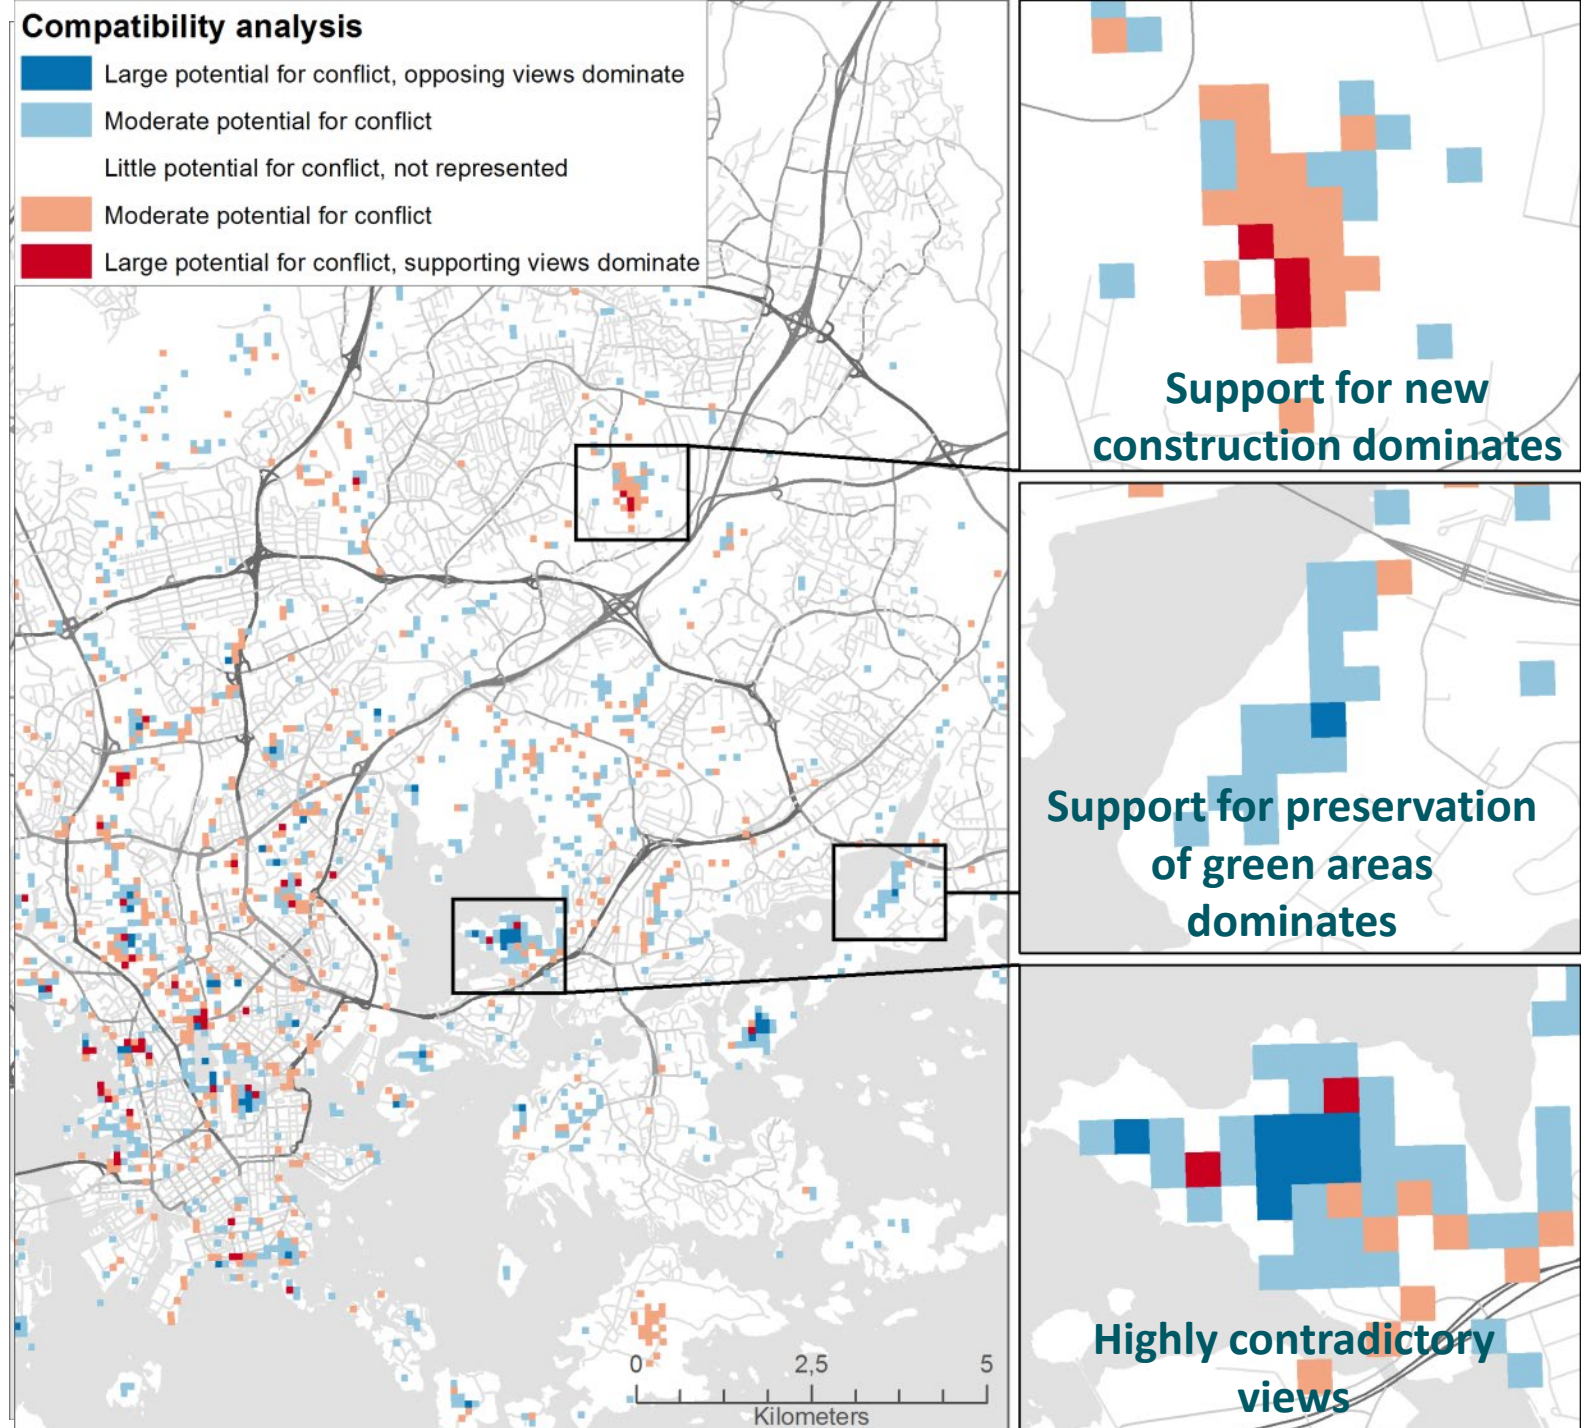 Compatibility analysis
Large potential for conflict, opposing views dominate
Moderate potential for conflict
Little potential for conflict, not represented
Moderate potential for conflict
Large potential for conflict, supporting views dominate
Support for new
construction dominates
Support for preservation
of green areas
dominates
Highly contradictory
views
0 2,5 5
Kilometers